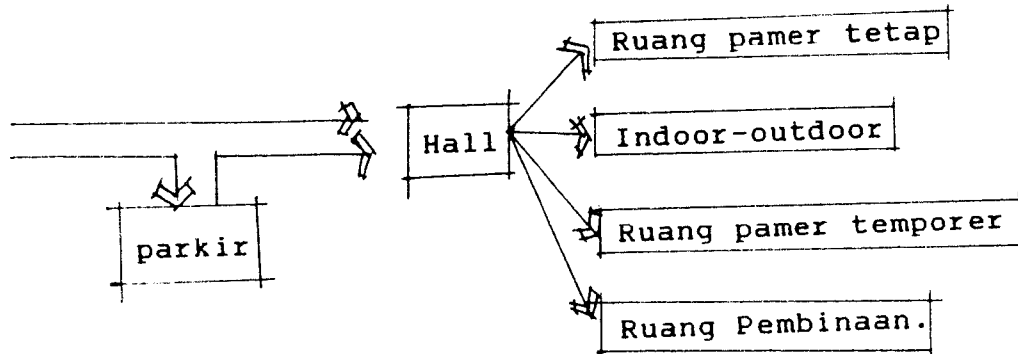 Ruang pamer tetap
Hall
Indoor-outdoor
parkir
Ruang pamer temporer
Ruang Pembinaan.